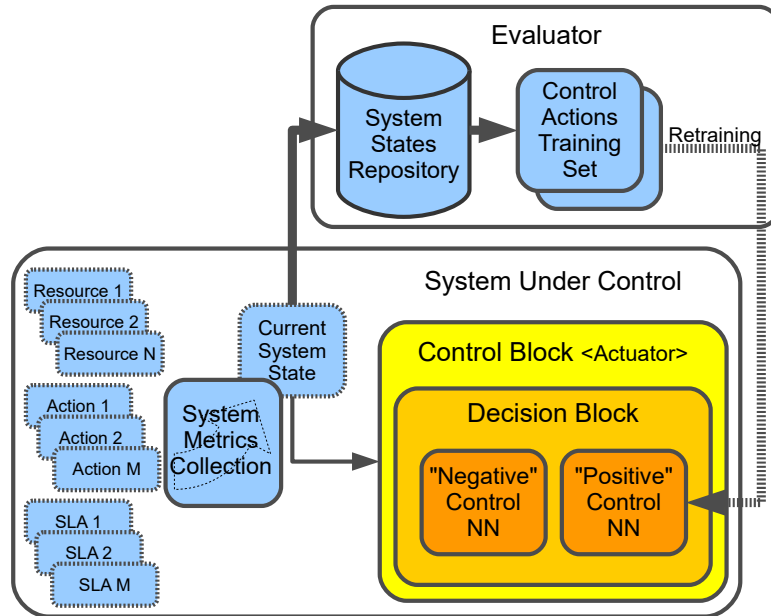 Evaluator
System
States
Repository
Control
Actions
Training
Set
Retraining
System Under Control
Resource 1
Resource 2
Resource N
Current
System
State
Action 1
Action 2
Action M
System
Metrics
Collection
SLA 1
SLA 2
SLA M
Control Block <Actuator>
Decision Block
"Negative"
Control
NN
"Positive"
Control
NN